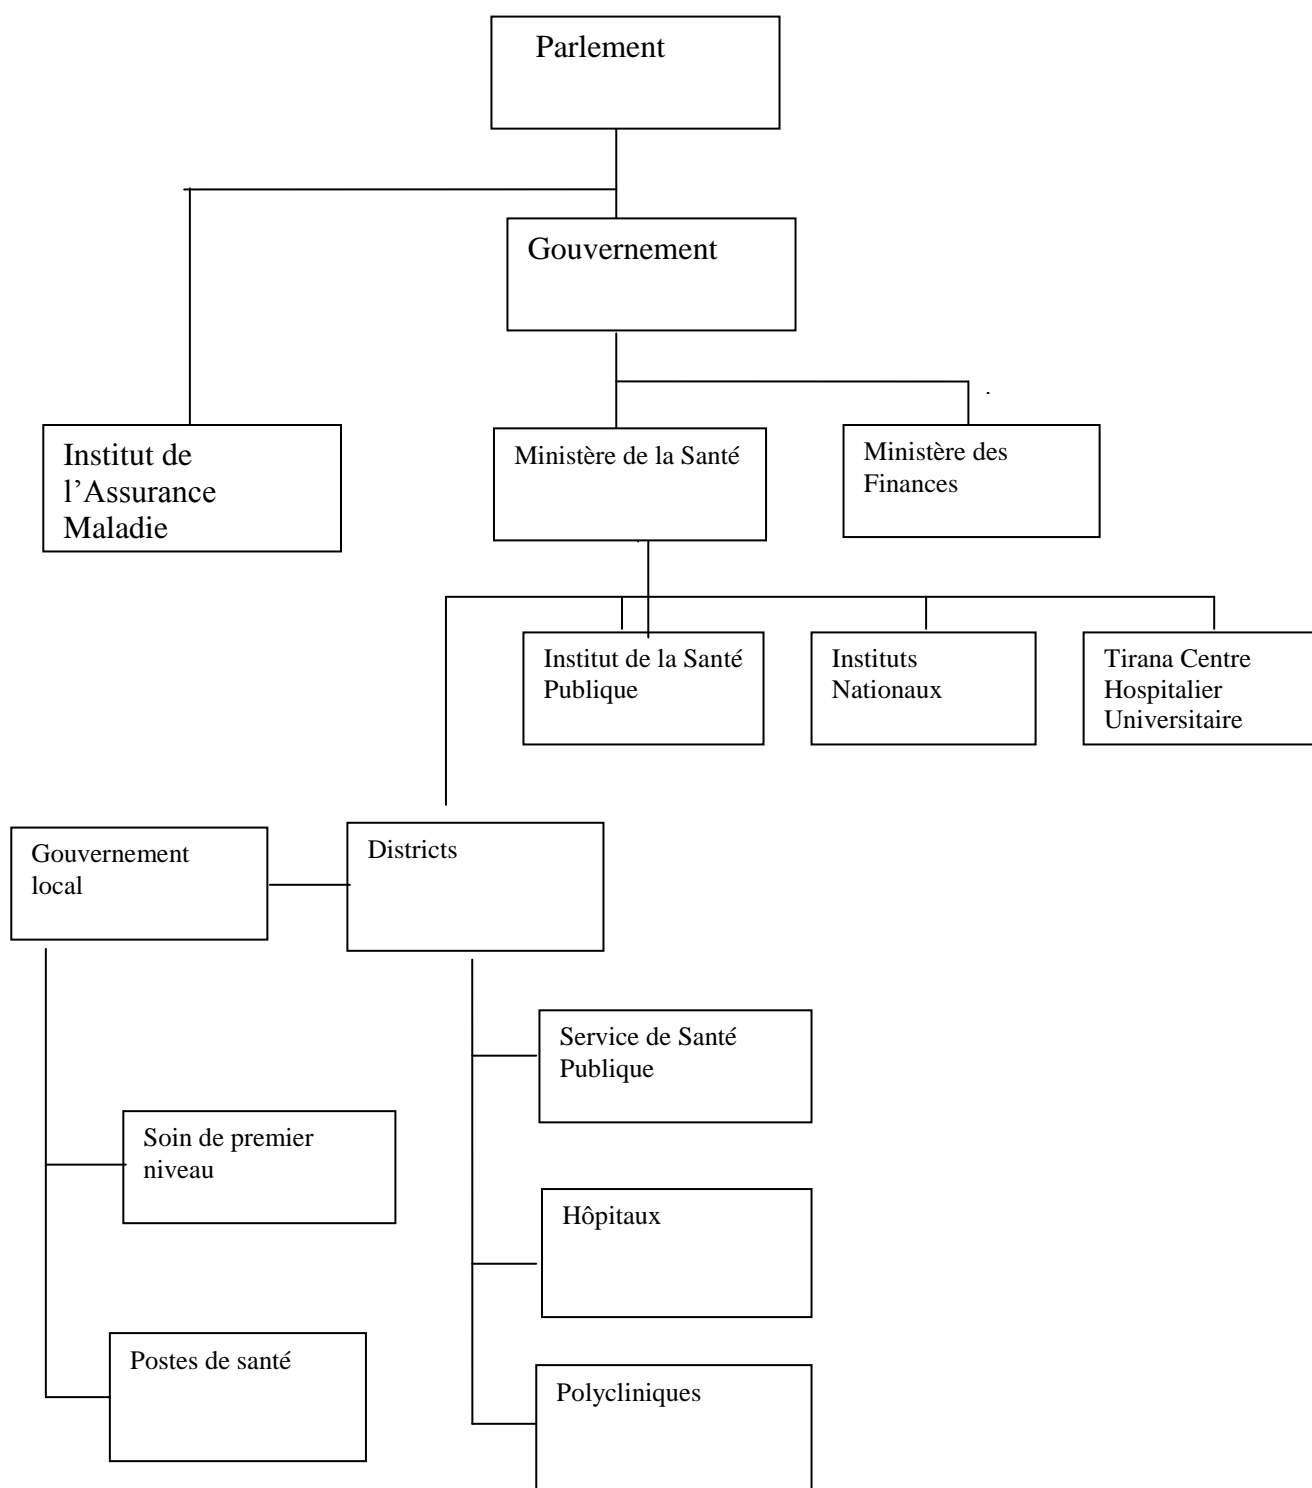 Parlement
Gouvernement
Institut de
l’Assurance
Maladie
Ministère de la Santé
Ministère des
Finances
Institut de la Santé
Publique
Instituts
Nationaux
Tirana Centre
Hospitalier
Universitaire
Gouvernement
local
Districts
Service de Santé
Publique
Soin de premier
niveau
Hôpitaux
Postes de santé
Polycliniques